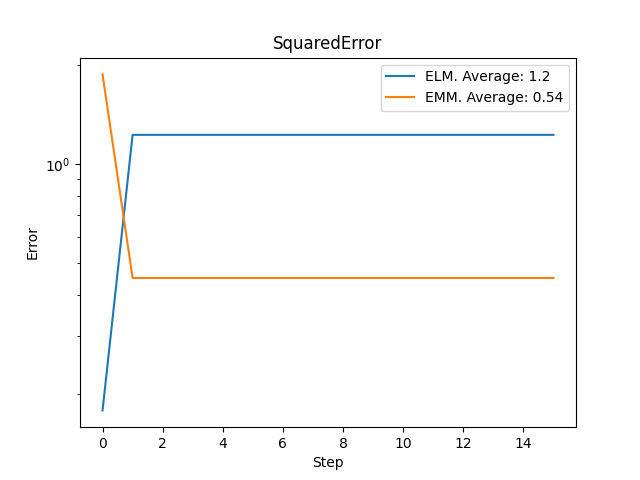 SquaredError
ELM. Average: 1.2
EMM. Average: 0.54
10⁰
Error
0 2 4 6 8 10 12 14
Step